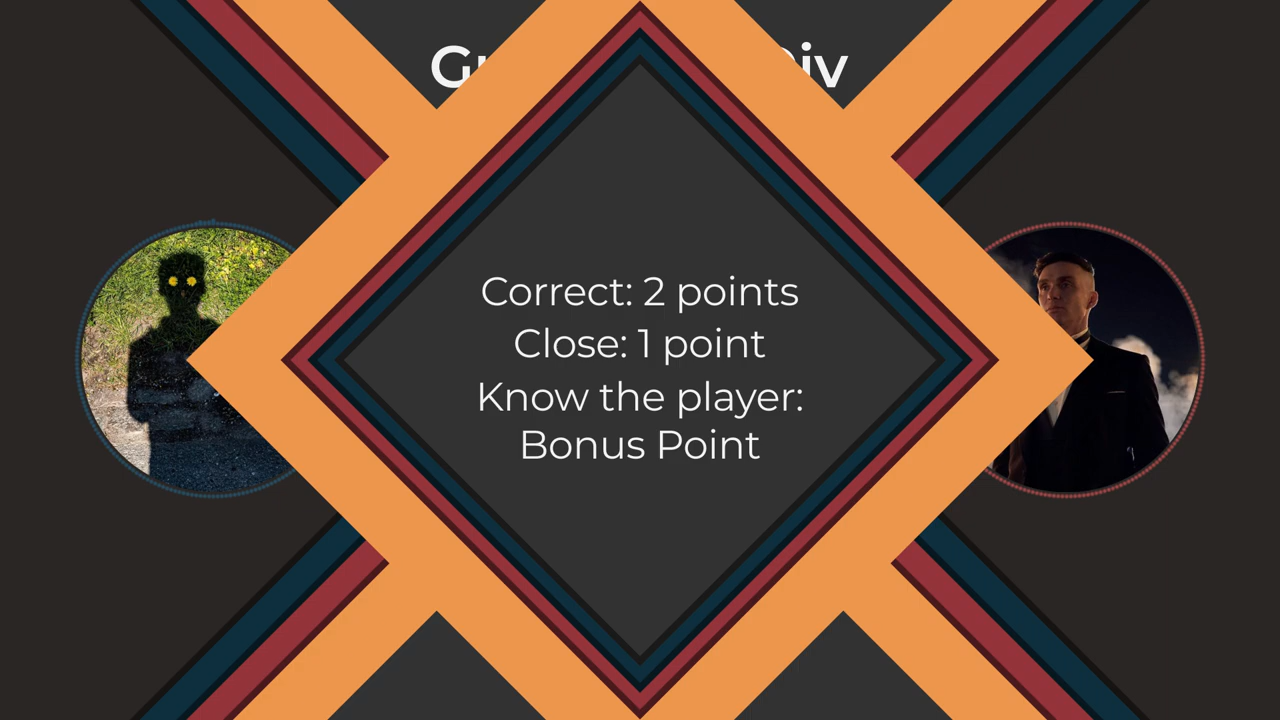 Correct: 2 points
Close: 1 point
Know the player:
Bonus Point